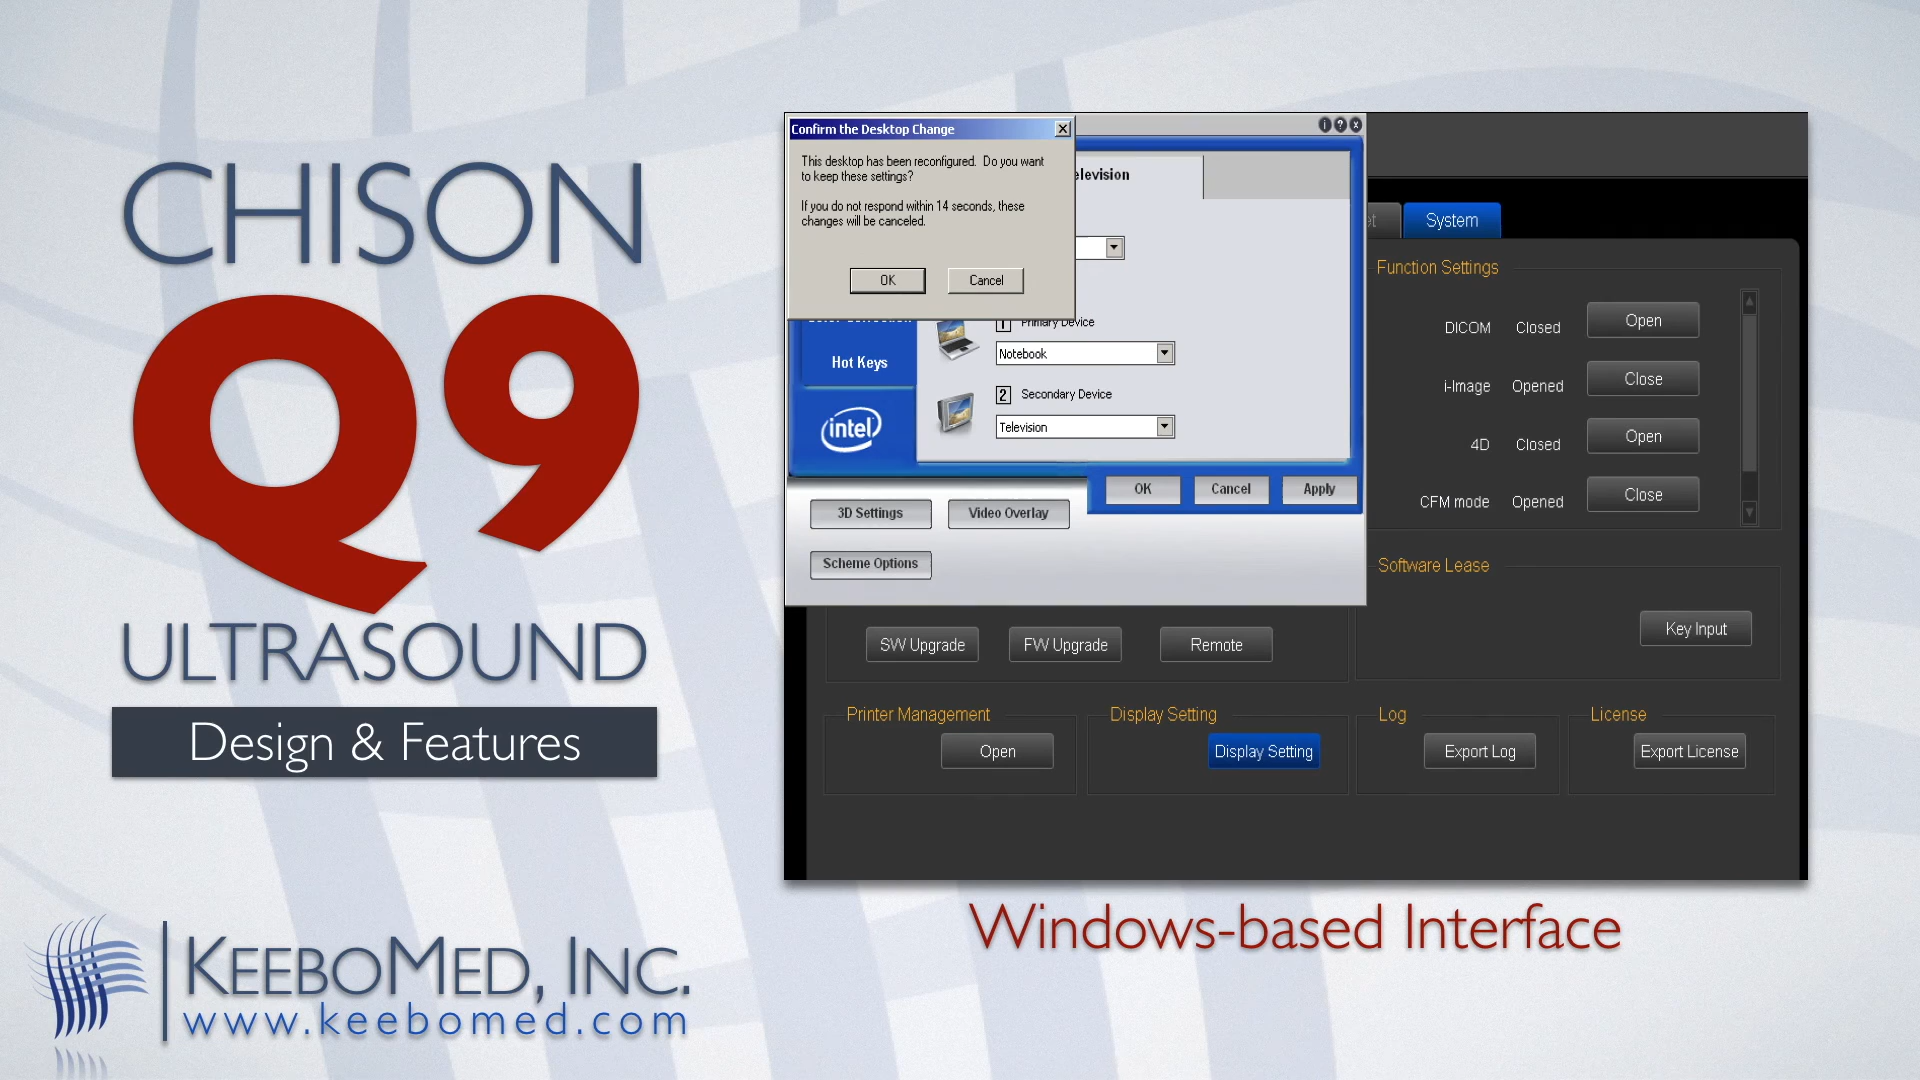 CHISON
Q9
ULTRASOUND
Design & Features
KEEBOMED, INC.
www.keebomed.com
Confirm the Desktop Change
This desktop has been reconfigured. Do you want
to keep these settings?
If you do not respond within 14 seconds, these
changes will be canceled.
OK Cancel
Hot Keys
intel
1 Primary Device
Notebook
2 Secondary Device
Television
OK Cancel Apply
3D Settings Video Overlay
Scheme Options
System
Function Settings
DICOM Closed Open
i-Image Opened Close
4D Closed Open
CFM mode Opened Close
Software Lease
Key Input
SW Upgrade FW Upgrade Remote
Printer Management
Open
Display Setting
Display Setting
Log
Export Log
License
Export License
Windows-based Interface